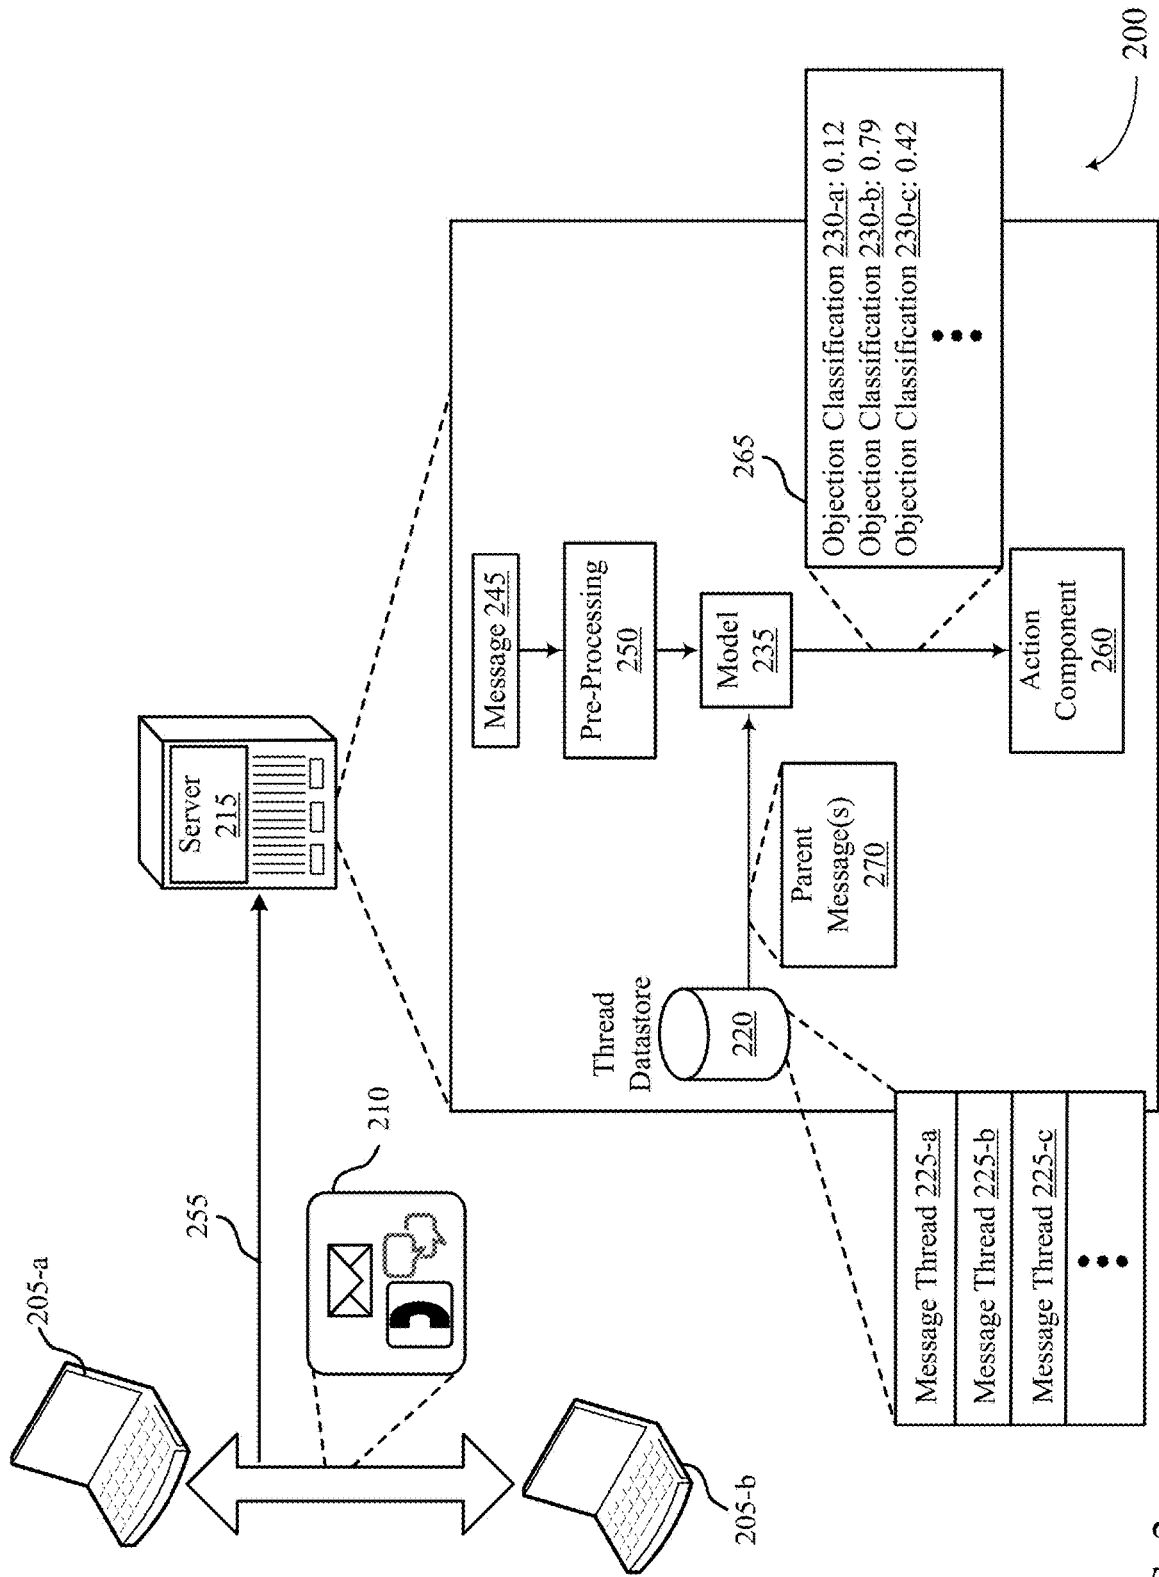 205-a
205-b
255
210
Server
215
Thread
Datastore
220
Message Thread 225-a
Message Thread 225-b
Message Thread 225-c
Parent
Message(s)
270
Message 245
Pre-Processing
250
Model
235
Action
Component
260
265
Objection Classification 230-a: 0.12
Objection Classification 230-b: 0.79
Objection Classification 230-c: 0.42
200